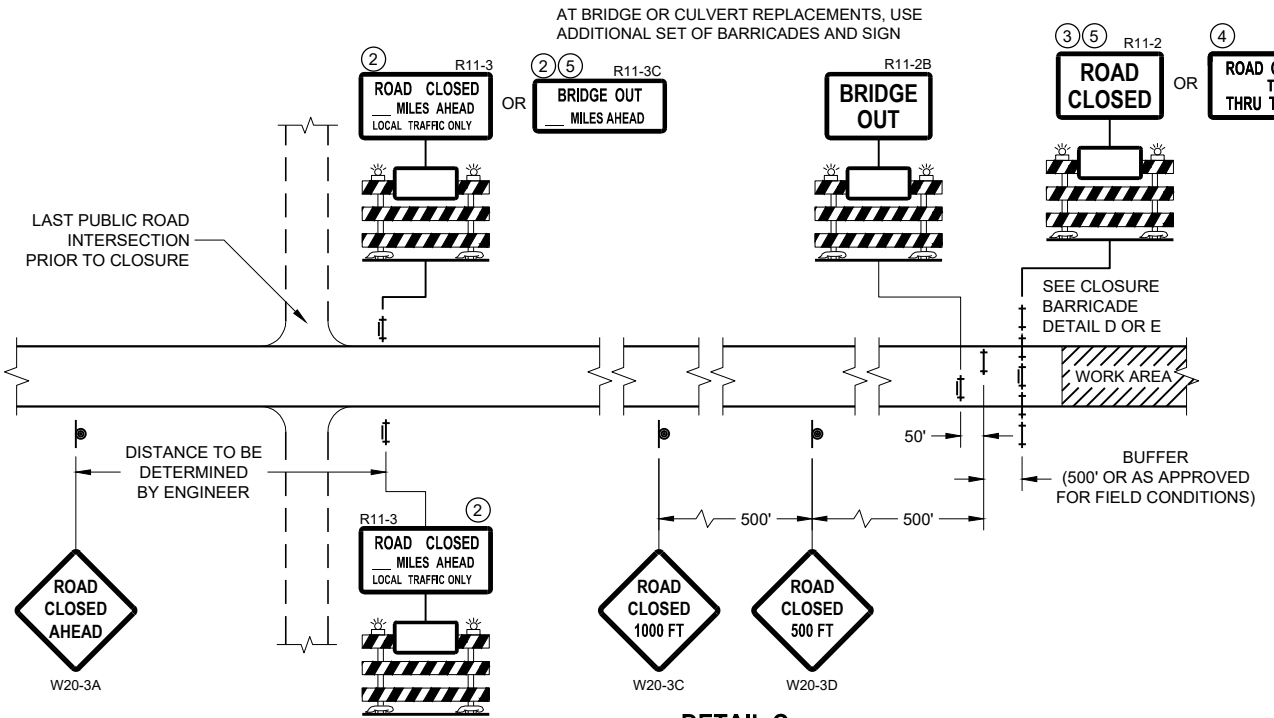 AT BRIDGE OR CULVERT REPLACEMENTS, USE
ADDITIONAL SET OF BARRICADES AND SIGN
2
R11-3
ROAD CLOSED
___ MILES AHEAD
LOCAL TRAFFIC ONLY
OR
2 5
R11-3C
BRIDGE OUT
___ MILES AHEAD
R11-2B
BRIDGE
OUT
3 5
R11-2
ROAD
CLOSED
OR
4
ROAD
THRU
LAST PUBLIC ROAD
INTERSECTION
PRIOR TO CLOSURE
SEE CLOSURE
BARRICADE
DETAIL D OR E
WORK AREA
50'
BUFFER
(500' OR AS APPROVED
FOR FIELD CONDITIONS)
DISTANCE TO BE
DETERMINED
BY ENGINEER
500'
500'
R11-3
2
ROAD CLOSED
___ MILES AHEAD
LOCAL TRAFFIC ONLY
ROAD
CLOSED
AHEAD
W20-3A
ROAD
CLOSED
1000 FT
W20-3C
ROAD
CLOSED
500 FT
W20-3D